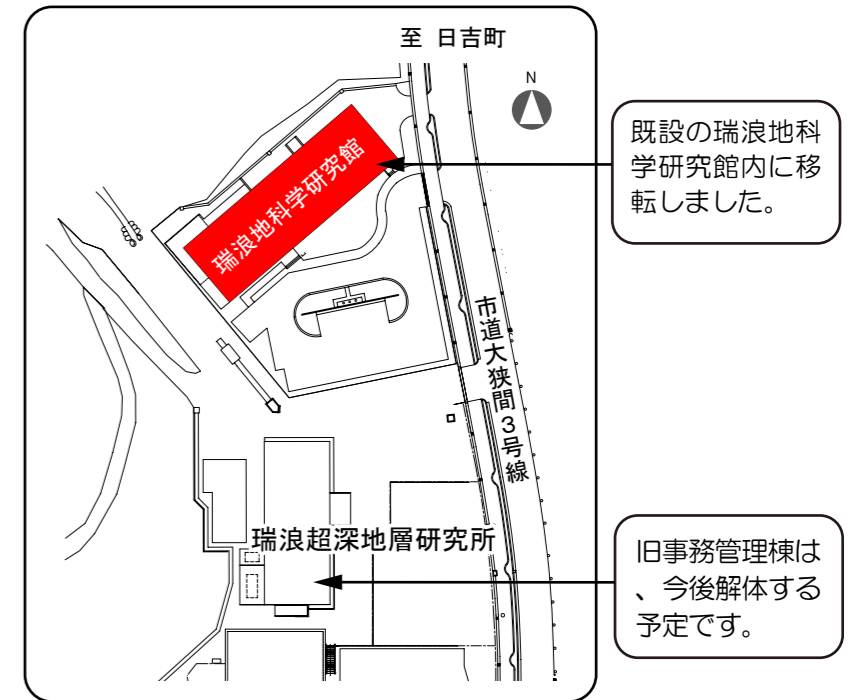 至 日吉町
N
既設の瑞浪地科
学研究館内に移
転しました。
瑞浪地科学研究館
市道大狭間3号線
瑞浪超深地層研究所
旧事務管理棟は
、今後解体する
予定です。